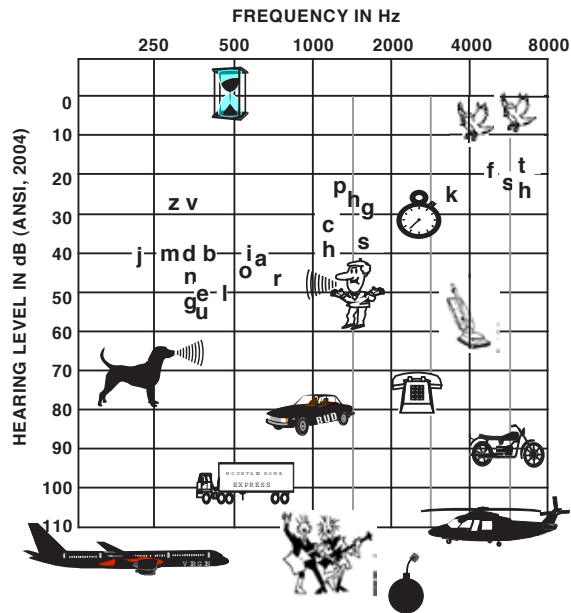 FREQUENCY IN Hz
250 500 1000 2000 4000 8000
HEARING LEVEL IN dB (ANSI, 2004)
0
10
20
30
40
50
60
70
80
90
100
110
f t
s h
k
p
h
g
z v
c
h s
j m d b i a
n o r
g e l
u
RUD
MOUNTAIN HOME
EXPRESS
VRGN